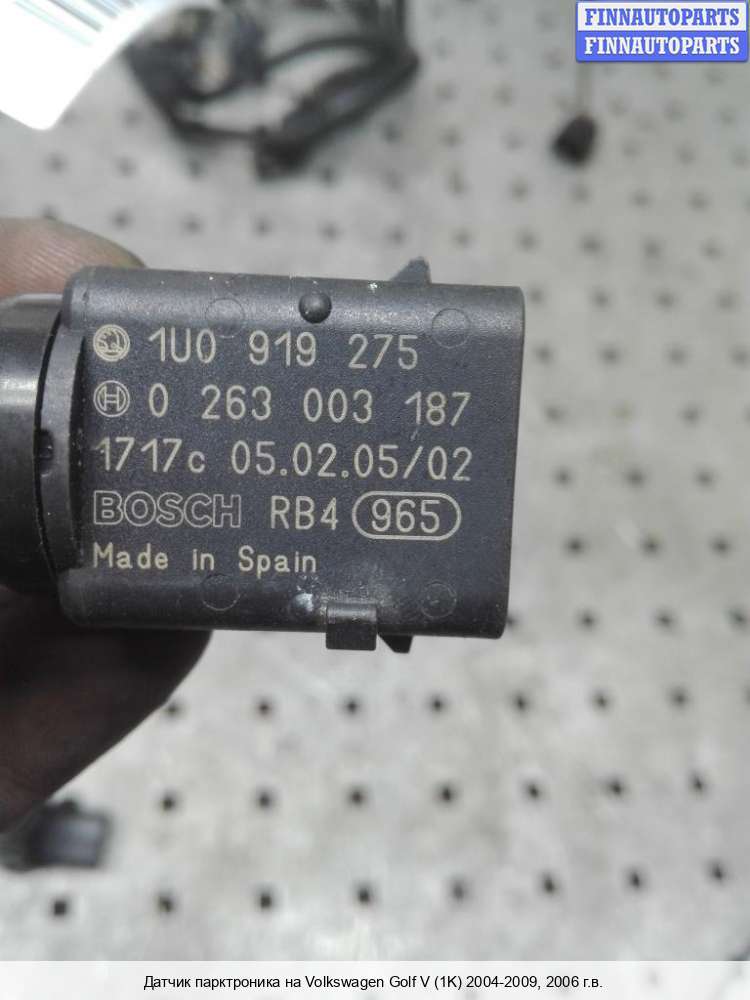 FINNAUTOPARTS
FINNAUTOPARTS
1U0 919 275
0 263 003 187
1717c 05.02.05/02
BOSCH RB4 965
Made in Spain
Датчик парктроника на Volkswagen Golf V (1K) 2004-2009, 2006 г.в.